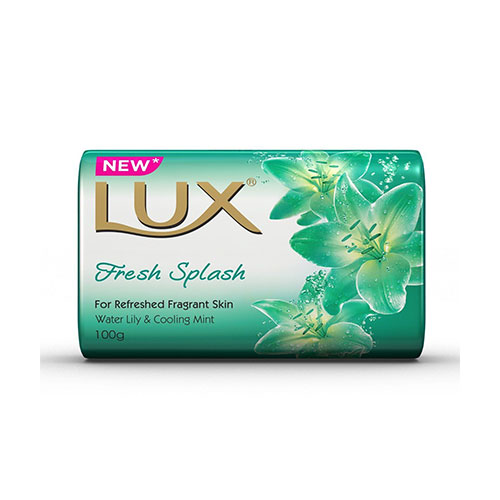 NEW*
LUX®
Fresh Splash
For Refreshed Fragrant Skin
Water Lily & Cooling Mint
100g